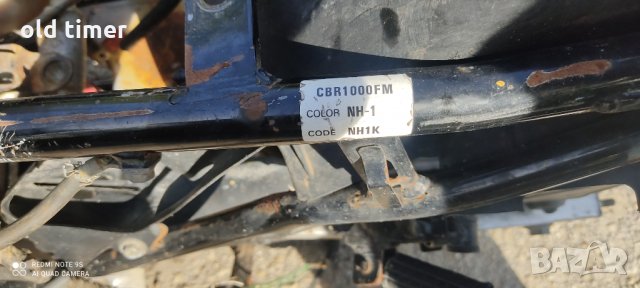 old timer
CBR1000FM
COLOR NH-1
CODE NH1K
REDMI NOTE 9S
AI QUAD CAMERA
BAZAR